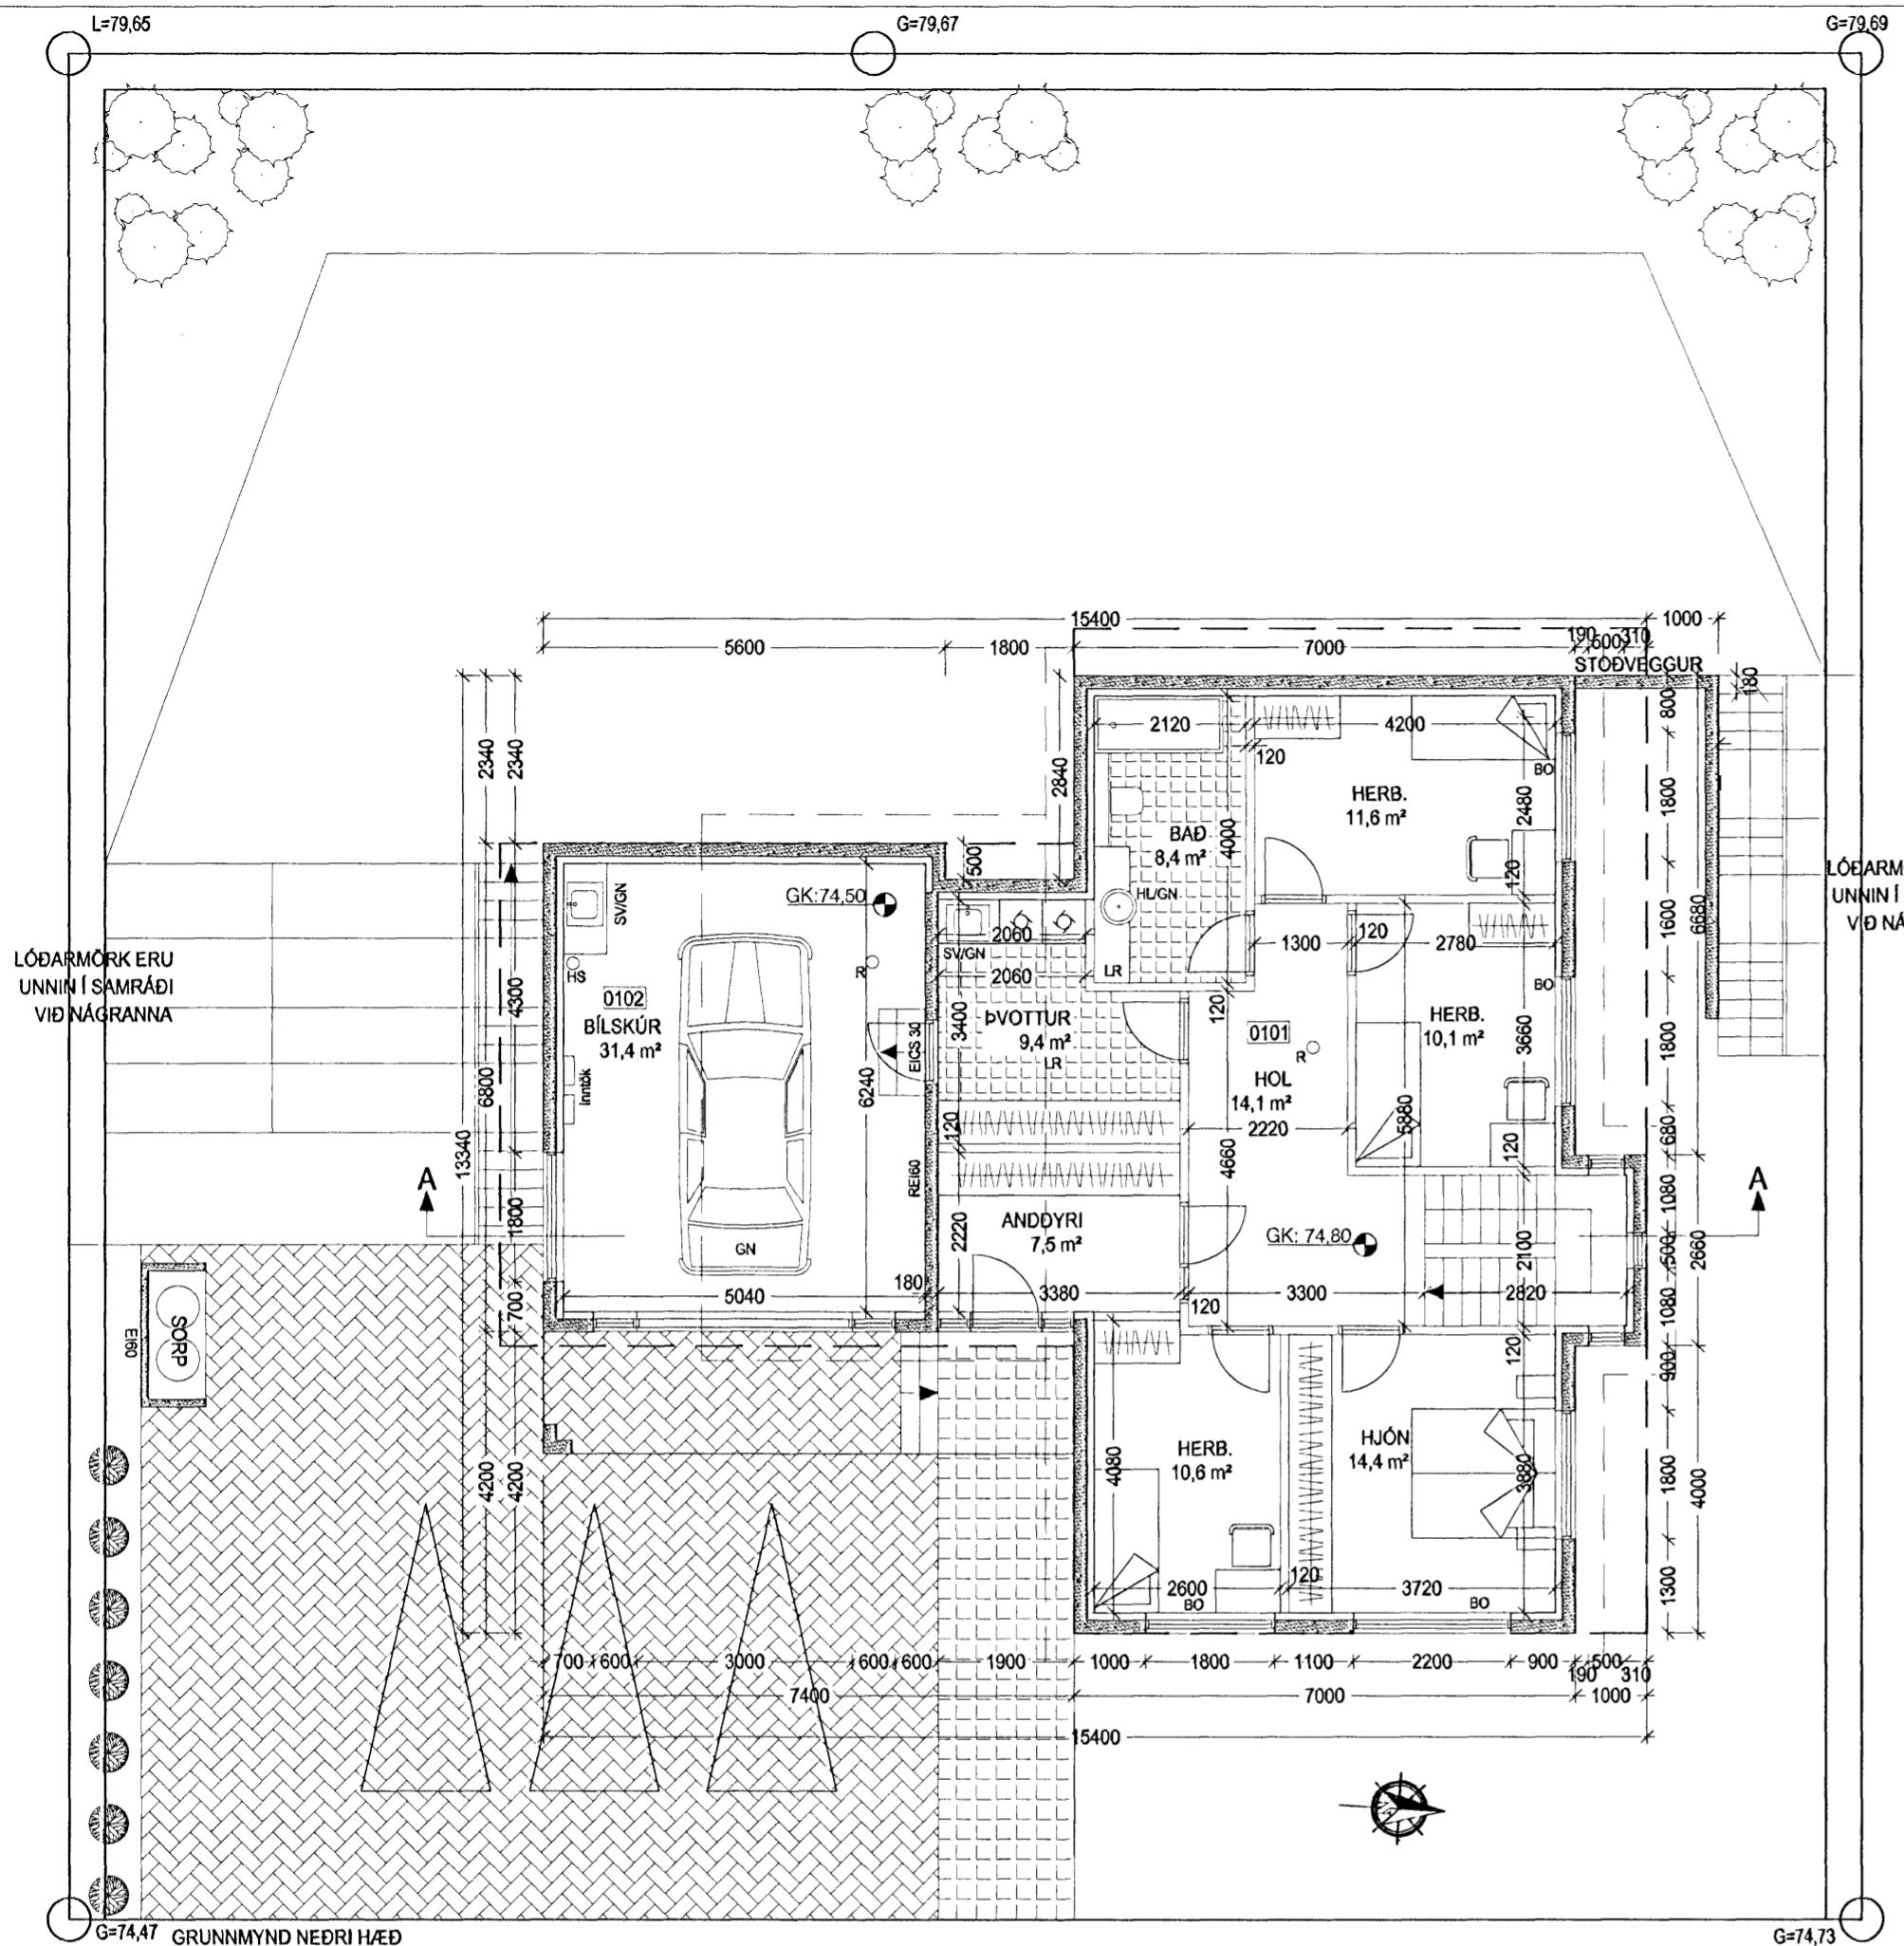 L=79,65
G=79,67
G=79,69
15400
1000
5600
1800
7000
190
500
310
STOÐVEGGUR
180
2340
2340
2840
500
2120
4200
120
800
1800
1600
6680
1800
680
BO
HERB.
11,6 m²
2480
120
BAÐ
8,4 m²
4000
HL/GN
LR
GK:74,50
SV/GN
HS
R
0102
BÍLSKÚR
31,4 m²
inntök
EICS 30
REI60
6240
4300
6800
13340
1800
700
2060
SV/GN
2060
3400
ÞVOTTUR
9,4 m²
LR
120
1300
120
2780
BO
HERB.
10,1 m²
3660
120
0101
R
HOL
14,1 m²
2220
120
4660
5880
LÓÐARMÖRK ERU
UNNIN Í SAMRÁÐI
VIÐ NÁGRANNA
LÓÐARM
UNNIN Í
VIÐ NÁ
A
A
120
2220
ANDDYRI
7,5 m²
GK: 74,80
2100
1080
500
2660
1080
GN
5040
180
3380
120
3300
2820
120
900
SORP
EI60
4200
4200
4080
HERB.
10,6 m²
HJÓN
14,4 m²
3880
1800
4000
1300
2600
120
3720
BO
BO
700
600
3000
600
600
1900
1000
1800
1100
2200
900
190
500
310
7400
7000
1000
15400
G=74,47
GRUNNMYND NEÐRI HÆÐ
G=74,73